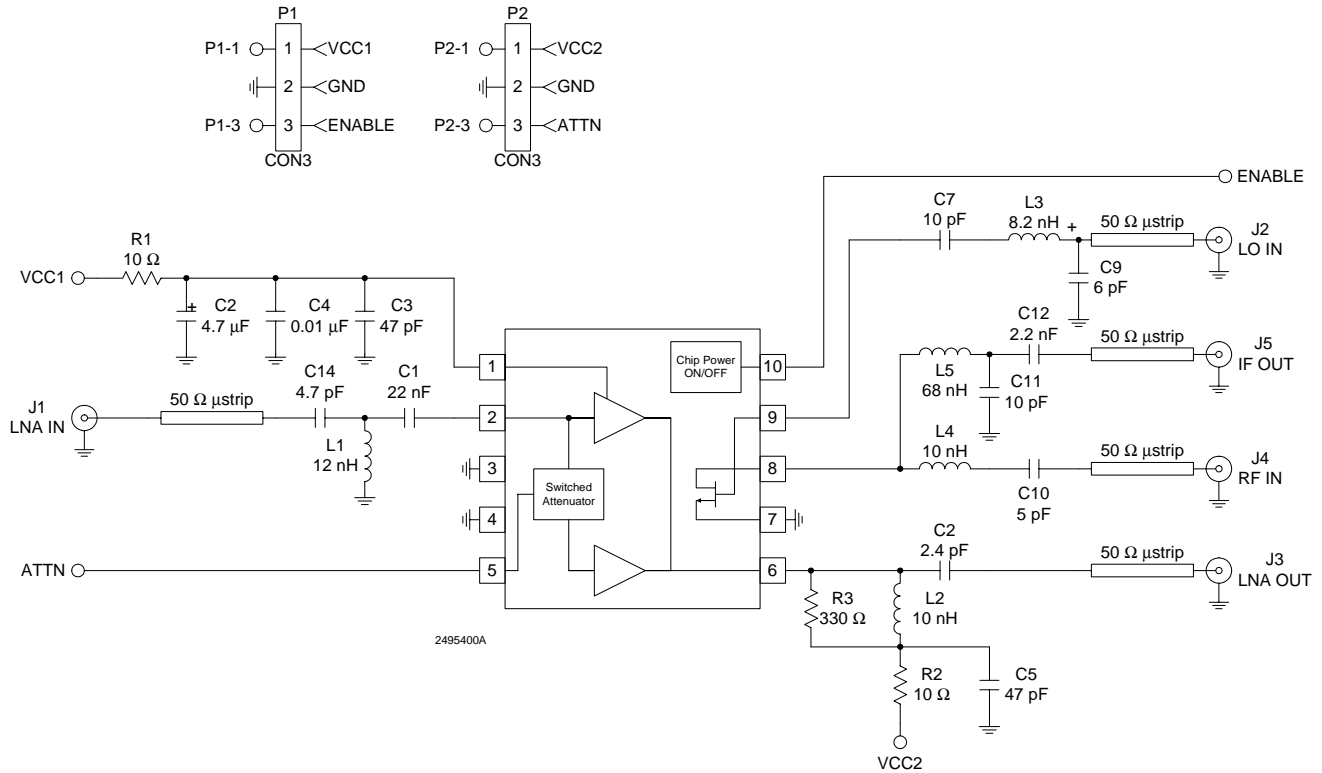 P1
P1-1
1
VCC1
2
GND
P1-3
3
ENABLE
CON3
P2
P2-1
1
VCC2
2
GND
P2-3
3
ATTN
CON3
ENABLE
C7
10 pF
L3
8.2 nH
+
50 Ω µstrip
J2
LO IN
C9
6 pF
R1
10 Ω
VCC1
+
C2
4.7 µF
C4
0.01 µF
C3
47 pF
C12
2.2 nF
50 Ω µstrip
J5
IF OUT
L5
68 nH
C11
10 pF
J1
LNA IN
50 Ω µstrip
C14
4.7 pF
C1
22 nF
L1
12 nH
1
2
3
4
5
Chip Power
ON/OFF
Switched
Attenuator
10
9
8
7
6
L4
10 nH
C10
5 pF
50 Ω µstrip
J4
RF IN
ATTN
C2
2.4 pF
50 Ω µstrip
J3
LNA OUT
R3
330 Ω
L2
10 nH
R2
10 Ω
C5
47 pF
VCC2
2495400A